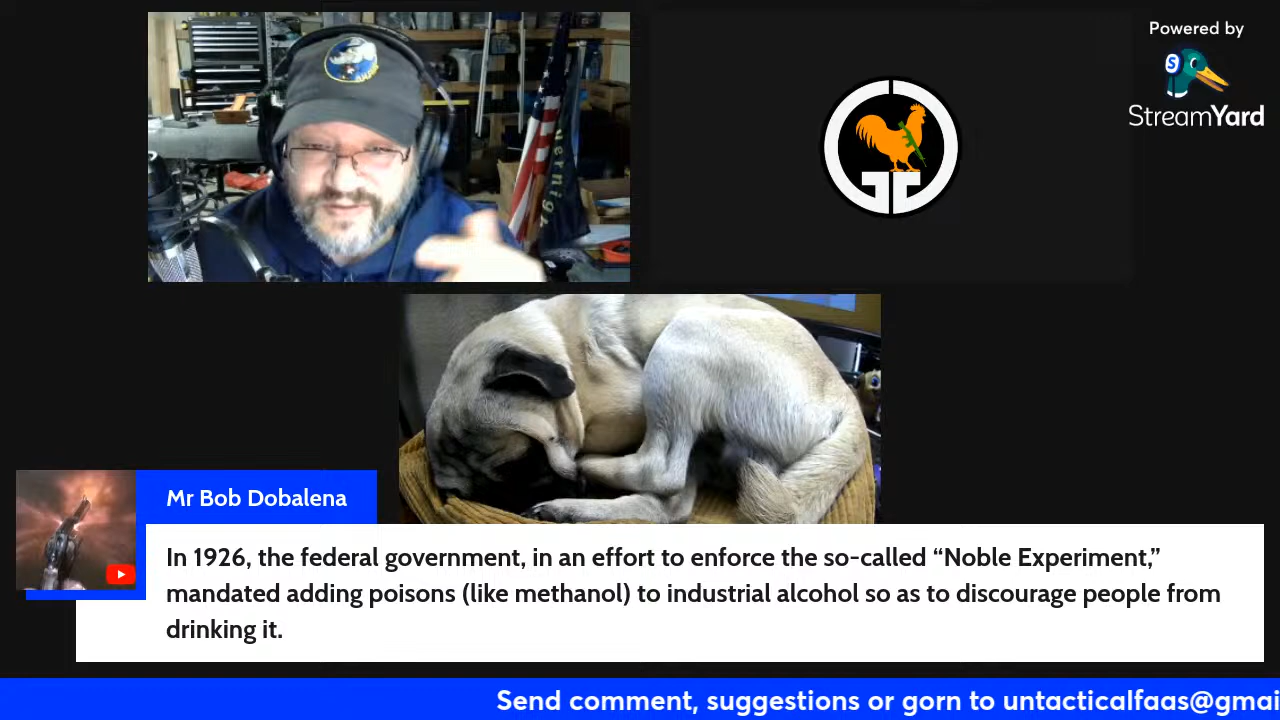 Powered by
S
StreamYard
GG
Mr Bob Dobalena
In 1926, the federal government, in an effort to enforce the so-called “Noble Experiment,”
mandated adding poisons (like methanol) to industrial alcohol so as to discourage people from
drinking it.
Send comment, suggestions or gorn to untacticalfaas@gmai